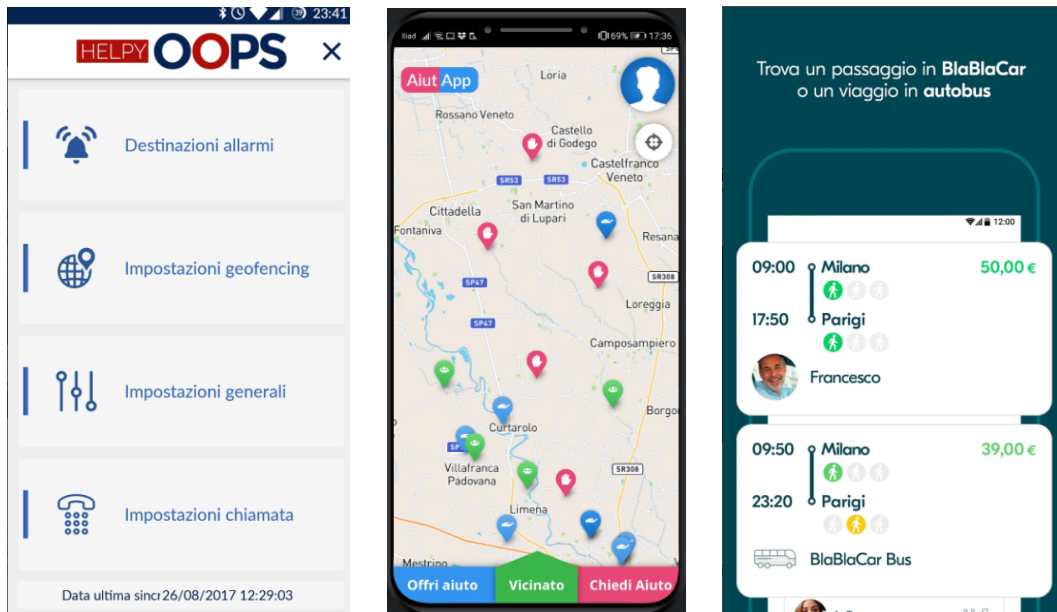 23:41
HELPY OOPS
Destinazioni allarmi
Impostazioni geofencing
Impostazioni generali
Impostazioni chiamata
Data ultima sincr 26/08/2017 12:29:03
Iliad
69% 17:36
Aiut App
Loria
Rossano Veneto
Castello
di Godego
Castelfranco
Veneto
SR53
SR53
San Martino
di Lupari
Cittadella
Fontaniva
Resana
SR308
SP47
Loreggia
SP47
Camposampiero
Borgo
Curtarolo
SP
Villafranca
Padovana
SR308
Limena
Mestrino
Offri aiuto
Vicinato
Chiedi Aiuto
Trova un passaggio in BlaBlaCar
o un viaggio in autobus
12:00
09:00 Milano 50,00 €
17:50 Parigi
Francesco
09:50 Milano 39,00 €
23:20 Parigi
BlaBlaCar Bus